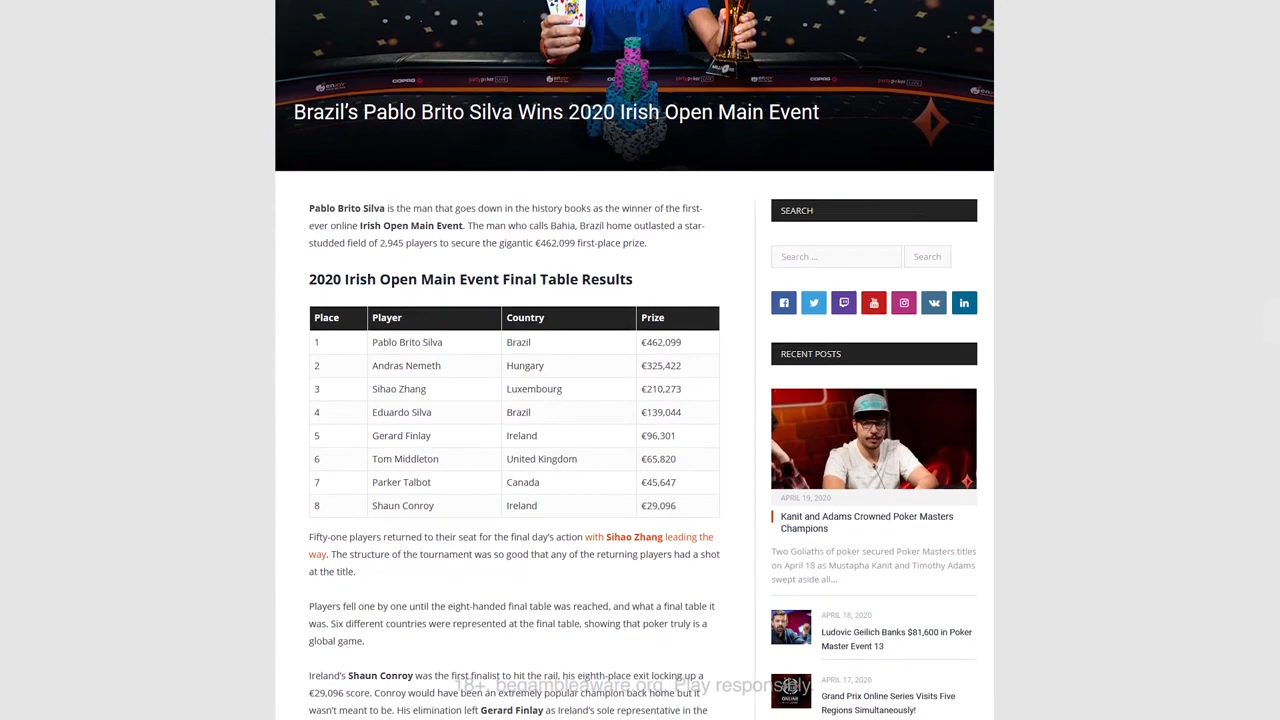 Brazil’s Pablo Brito Silva Wins 2020 Irish Open Main Event
Pablo Brito Silva is the man that goes down in the history books as the winner of the first-
ever online Irish Open Main Event. The man who calls Bahia, Brazil home outlasted a star-
studded field of 2,945 players to secure the gigantic €462,099 first-place prize.
2020 Irish Open Main Event Final Table Results
Place Player Country Prize
1 Pablo Brito Silva Brazil €462,099
2 Andras Nemeth Hungary €325,422
3 Sihao Zhang Luxembourg €210,273
4 Eduardo Silva Brazil €139,044
5 Gerard Finlay Ireland €96,301
6 Tom Middleton United Kingdom €65,820
7 Parker Talbot Canada €45,647
8 Shaun Conroy Ireland €29,096
Fifty-one players returned to their seat for the final day’s action with Sihao Zhang leading the
way. The structure of the tournament was so good that any of the returning players had a shot
at the title.
Players fell one by one until the eight-handed final table was reached, and what a final table it
was. Six different countries were represented at the final table, showing that poker truly is a
global game.
Ireland’s Shaun Conroy was the first finalist to hit the rail, his eighth-place exit locking up a
€29,096 score. Conroy would have been an extremely popular champion back home but it
wasn’t meant to be. His elimination left Gerard Finlay as Ireland’s sole representative in the
18+. begambleaware.org. Play responsibly.
SEARCH
Search ... Search
RECENT POSTS
APRIL 19, 2020
Kanit and Adams Crowned Poker Masters
Champions
Two Goliaths of poker secured Poker Masters titles
on April 18 as Mustapha Kanit and Timothy Adams
swept aside all...
APRIL 18, 2020
Ludovic Geilich Banks $81,600 in Poker
Master Event 13
APRIL 17, 2020
Grand Prix Online Series Visits Five
Regions Simultaneously!